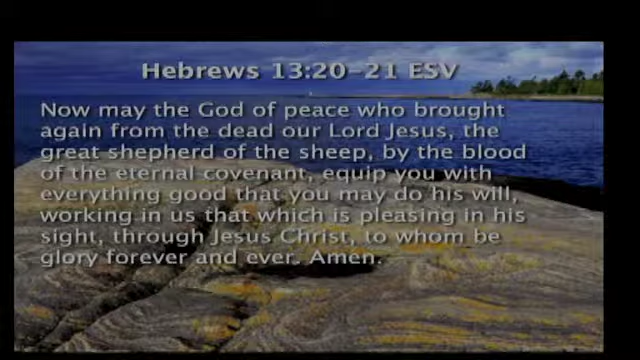 Hebrews 13:20-21 ESV
Now may the God of peace who brought
again from the dead our Lord Jesus, the
great shepherd of the sheep, by the blood
of the eternal covenant, equip you with
everything good that you may do his will,
working in us that which is pleasing in his
sight, through Jesus Christ, to whom be
glory forever and ever. Amen.